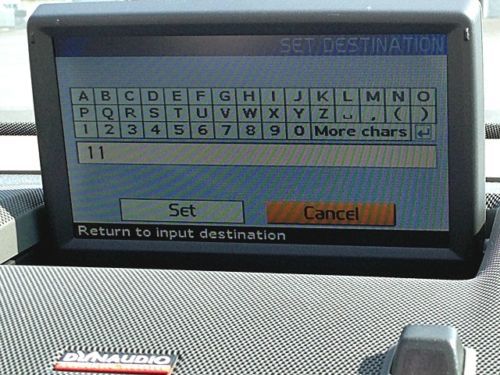 SET DESTINATION
A B C D E F G H I J K L M N O
P Q R S T U V W X Y Z ␣ . ( )
1 2 3 4 5 6 7 8 9 0 More chars ↵
11
Set Cancel
Return to input destination
DYNAUDIO